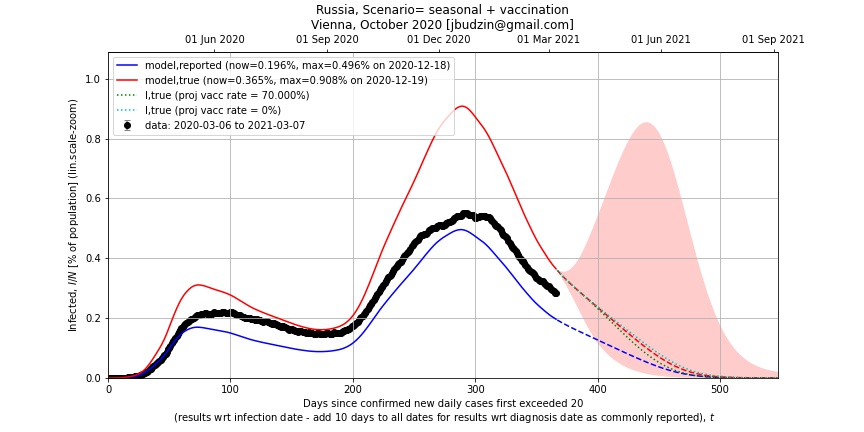 Russia, Scenario= seasonal + vaccination
Vienna, October 2020 [jbudzin@gmail.com]
01 Jun 2020 01 Sep 2020 01 Dec 2020 01 Mar 2021 01 Jun 2021 01 Sep 2021
model,reported (now=0.196%, max=0.496% on 2020-12-18)
model,true (now=0.365%, max=0.908% on 2020-12-19)
I,true (proj vacc rate = 70.000%)
I,true (proj vacc rate = 0%)
data: 2020-03-06 to 2021-03-07
Infected, I/N [% of population] (lin.scale-zoom)
1.0
0.8
0.6
0.4
0.2
0.0
0 100 200 300 400 500
Days since confirmed new daily cases first exceeded 20
(results wrt infection date - add 10 days to all dates for results wrt diagnosis date as commonly reported), t